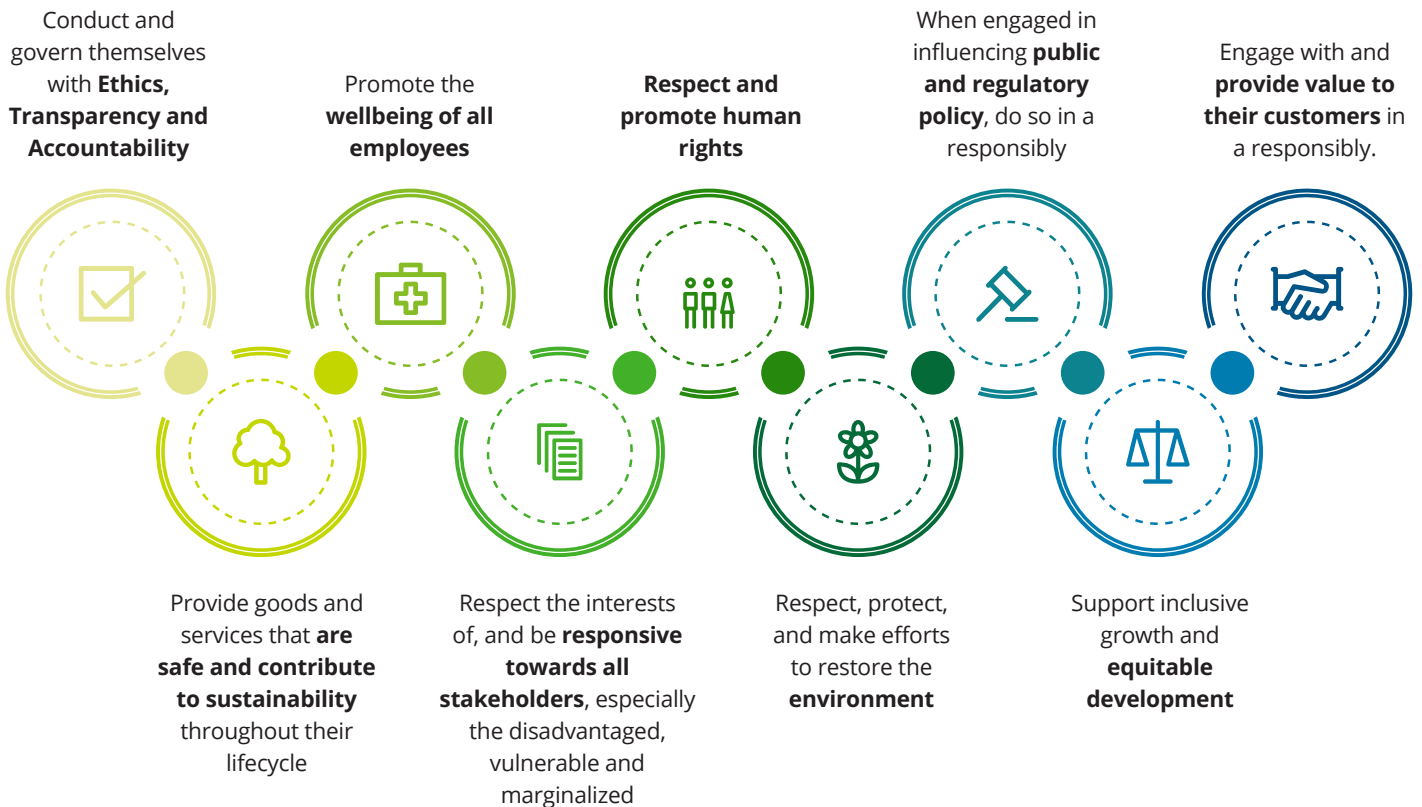 Conduct and
govern themselves
with Ethics,
Transparency and
Accountability
Provide goods and
services that are
safe and contribute
to sustainability
throughout their
lifecycle
Promote the
wellbeing of all
employees
Respect the interests
of, and be responsive
towards all
stakeholders, especially
the disadvantaged,
vulnerable and
marginalized
Respect and
promote human
rights
Respect, protect,
and make efforts
to restore the
environment
When engaged in
influencing public
and regulatory
policy, do so in a
responsibly
Support inclusive
growth and
equitable
development
Engage with and
provide value to
their customers in
a responsibly.